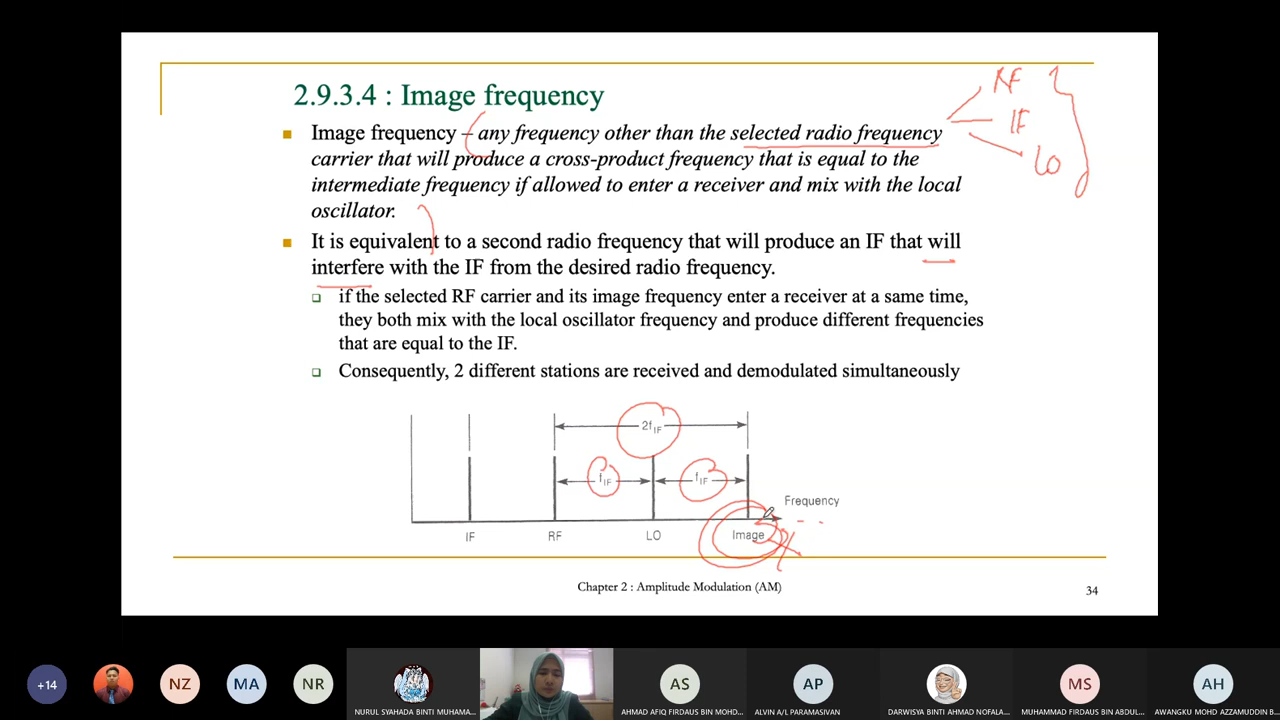 2.9.3.4 : Image frequency
RF
IF
LO
Image frequency – any frequency other than the selected radio frequency
carrier that will produce a cross-product frequency that is equal to the
intermediate frequency if allowed to enter a receiver and mix with the local
oscillator.
It is equivalent to a second radio frequency that will produce an IF that will
interfere with the IF from the desired radio frequency.
if the selected RF carrier and its image frequency enter a receiver at a same time,
they both mix with the local oscillator frequency and produce different frequencies
that are equal to the IF.
Consequently, 2 different stations are received and demodulated simultaneously
2fIF
fIF fIF
Frequency
IF RF LO Image
Chapter 2 : Amplitude Modulation (AM)
34
+14 NZ MA NR AS AP MS AH
NURUL SYAHADA BINTI MUHAMA... AHMAD AFIQ FIRDAUS BIN MOHD... ALVIN A/L PARAMASIVAN DARWISYA BINTI AHMAD NOFALA... MUHAMMAD FIRDAUS BIN ABDUL... AWANGKU MOHD AZZAMUDDIN B...